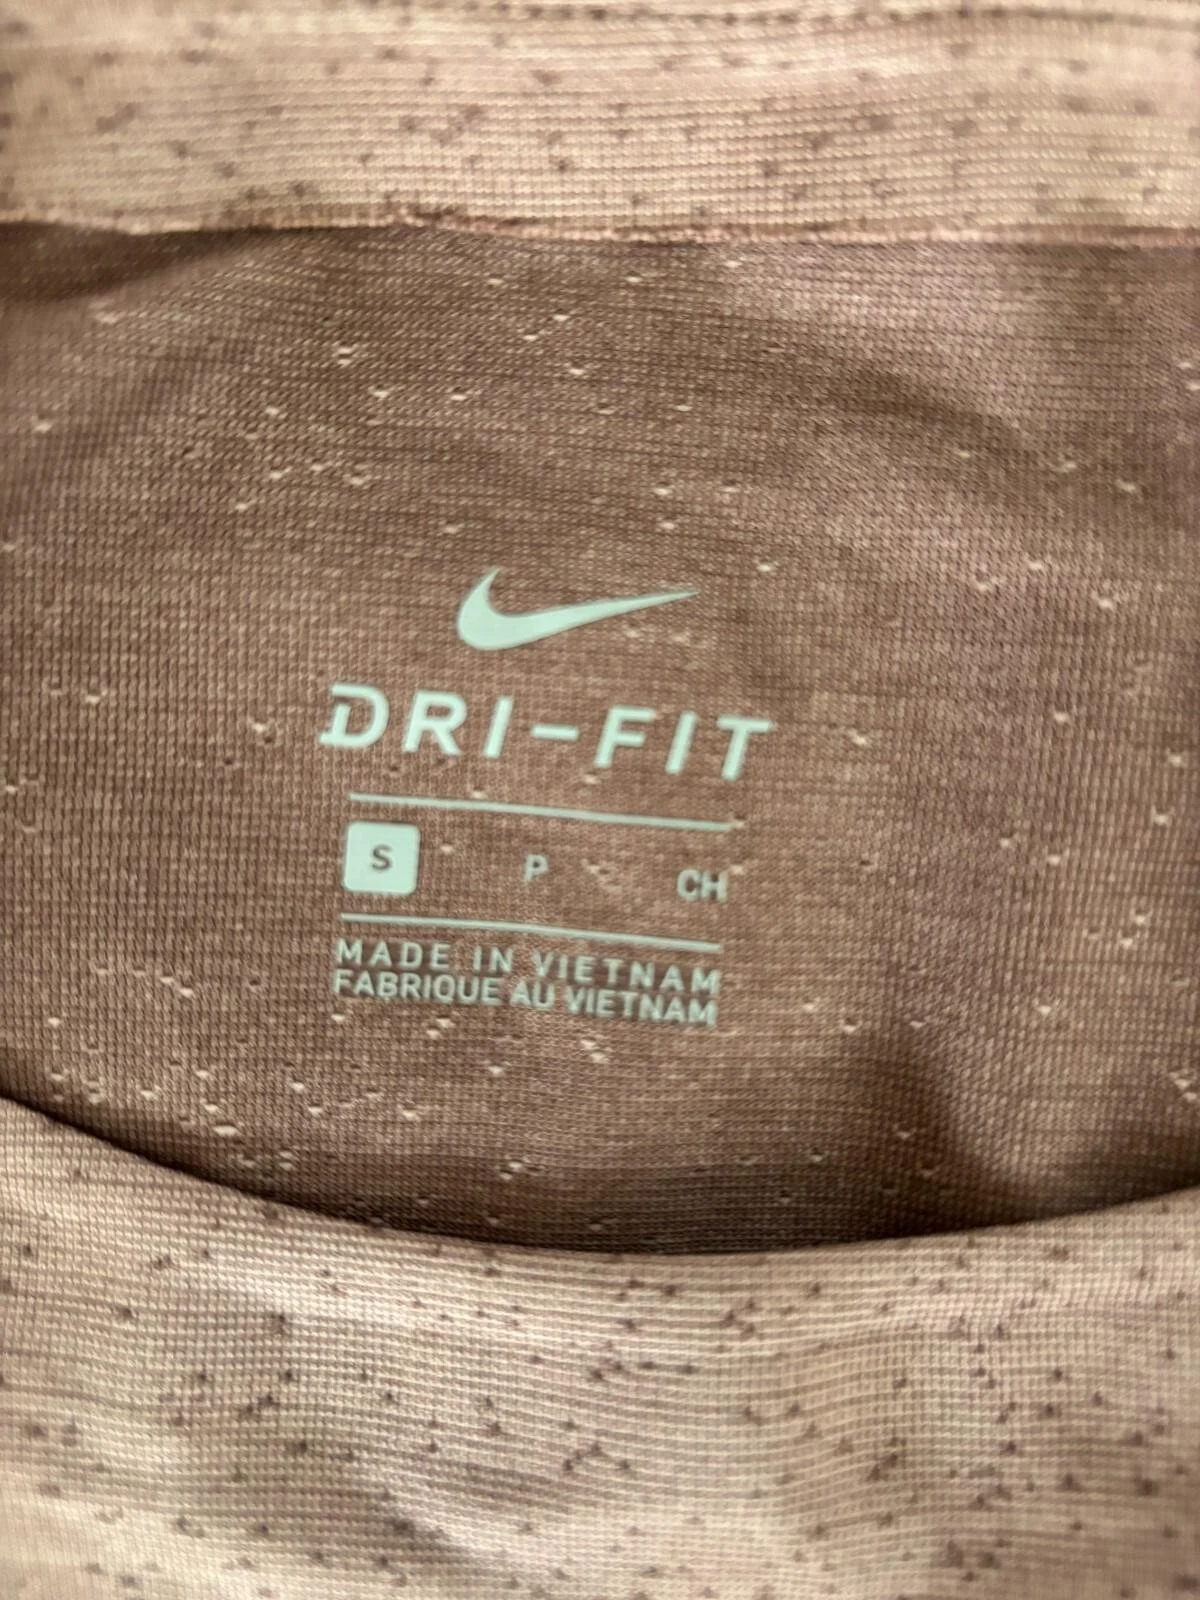 DRI-FIT
S P CH
MADE IN VIETNAM
FABRIQUE AU VIETNAM